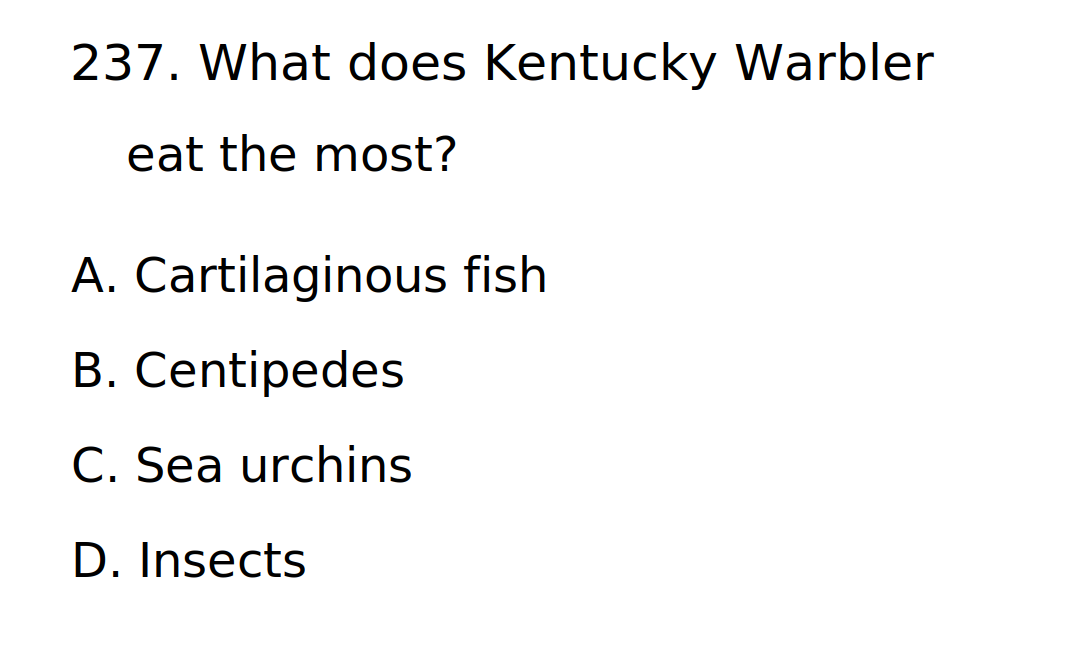 237. What does Kentucky Warbler
eat the most?
A. Cartilaginous fish
B. Centipedes
C. Sea urchins
D. Insects